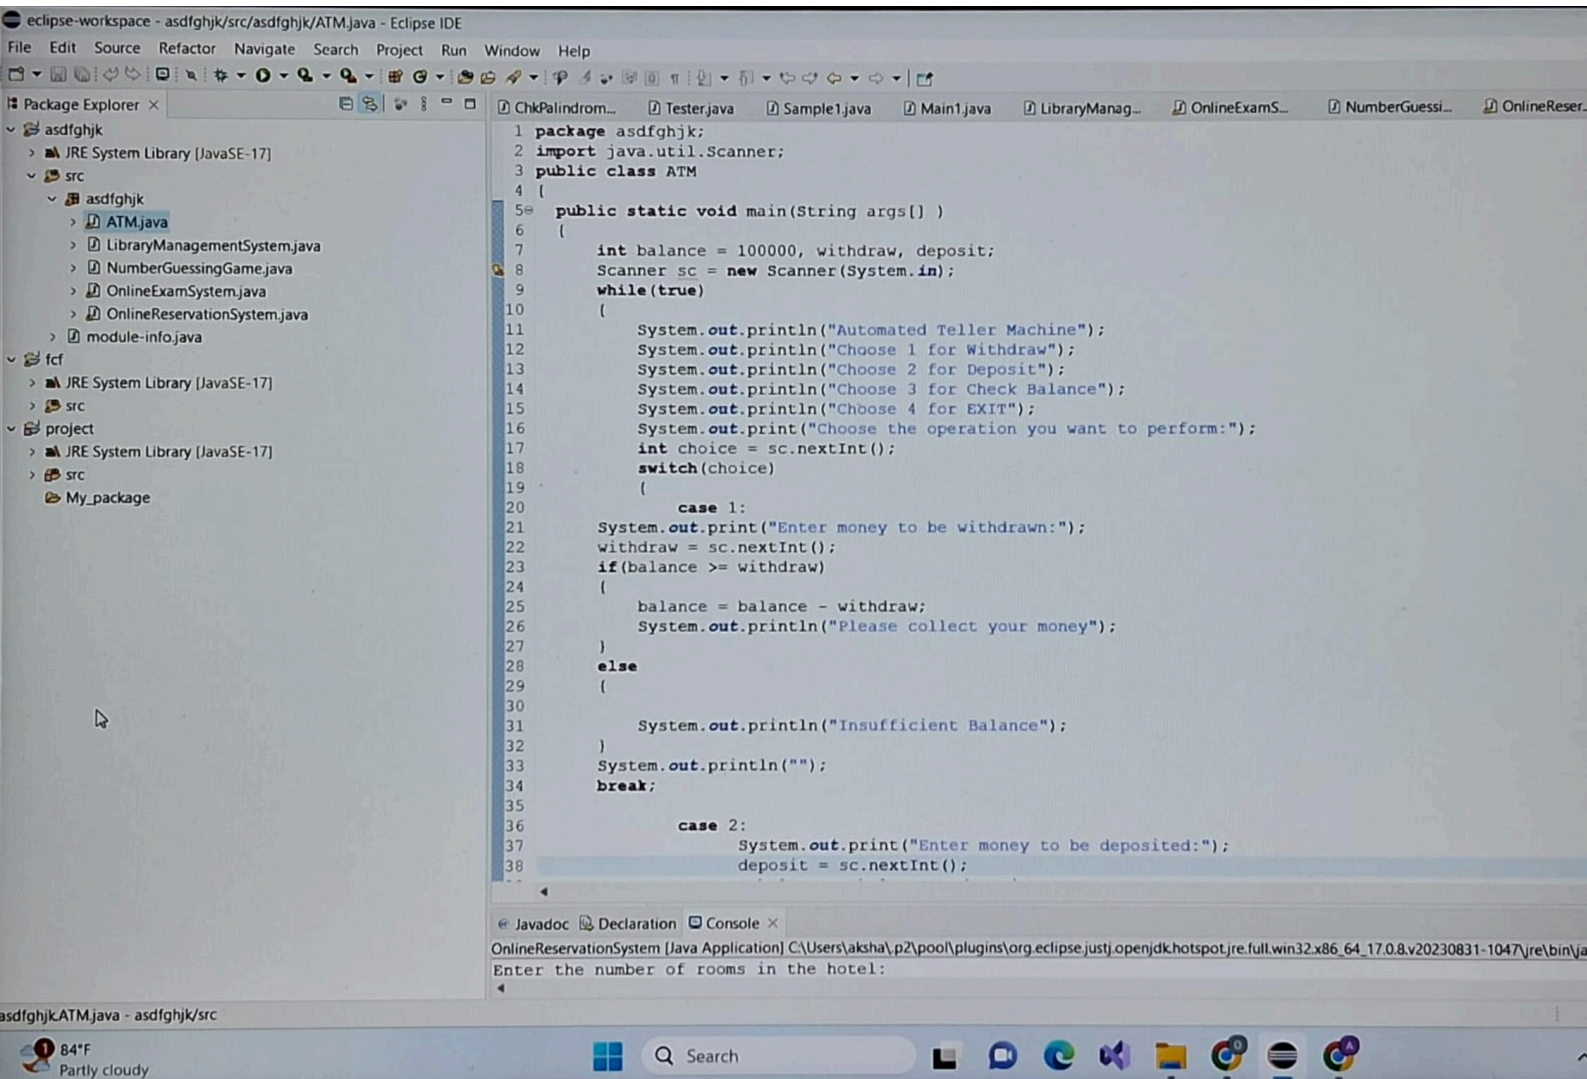 eclipse-workspace - asdfghjk/src/asdfghjk/ATM.java - Eclipse IDE
File Edit Source Refactor Navigate Search Project Run Window Help
Package Explorer
asdfghjk
JRE System Library [JavaSE-17]
src
asdfghjk
ATM.java
LibraryManagementSystem.java
NumberGuessingGame.java
OnlineExamSystem.java
OnlineReservationSystem.java
module-info.java
fcf
JRE System Library [JavaSE-17]
src
project
JRE System Library [JavaSE-17]
src
My_package
ChkPalindrom... Tester.java Sample1.java Main1.java LibraryManag... OnlineExamS... NumberGuessi... OnlineReser...
1 package asdfghjk;
2 import java.util.Scanner;
3 public class ATM
4 {
5 public static void main(String args[] )
6 {
7 int balance = 100000, withdraw, deposit;
8 Scanner sc = new Scanner(System.in);
9 while(true)
10 {
11 System.out.println("Automated Teller Machine");
12 System.out.println("Choose 1 for Withdraw");
13 System.out.println("Choose 2 for Deposit");
14 System.out.println("Choose 3 for Check Balance");
15 System.out.println("Choose 4 for EXIT");
16 System.out.print("Choose the operation you want to perform:");
17 int choice = sc.nextInt();
18 switch(choice)
19 {
20 case 1:
21 System.out.print("Enter money to be withdrawn:");
22 withdraw = sc.nextInt();
23 if(balance >= withdraw)
24 {
25 balance = balance - withdraw;
26 System.out.println("Please collect your money");
27 }
28 else
29 {
30
31 System.out.println("Insufficient Balance");
32 }
33 System.out.println("");
34 break;
35
36 case 2:
37 System.out.print("Enter money to be deposited:");
38 deposit = sc.nextInt();
Javadoc Declaration Console
OnlineReservationSystem [Java Application] C:\Users\aksha\.p2\pool\plugins\org.eclipse.justj.openjdk.hotspot.jre.full.win32.x86_64_17.0.8.v20230831-1047\jre\bin\ja
Enter the number of rooms in the hotel:
asdfghjk.ATM.java - asdfghjk/src
1 84°F
Partly cloudy
Search